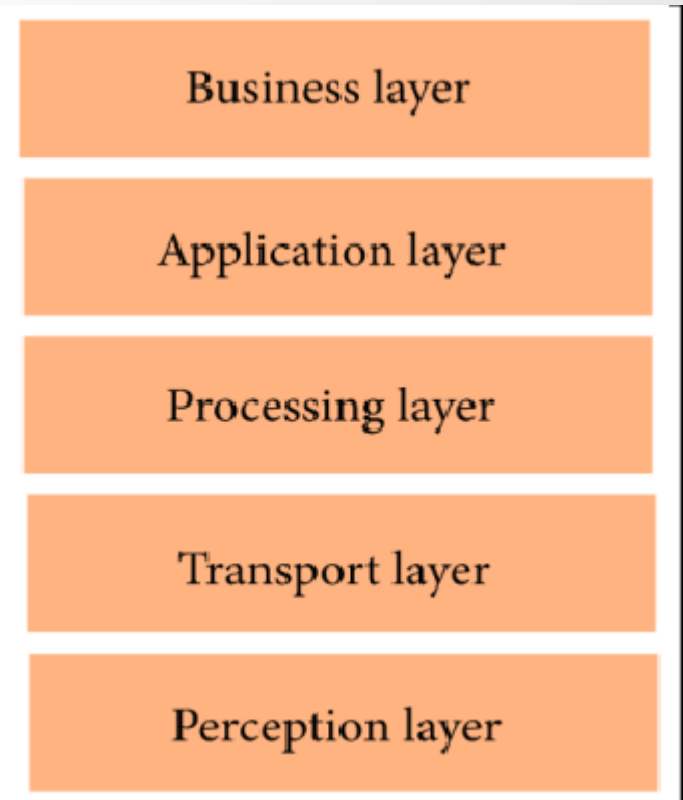 Business layer
Application layer
Processing layer
Transport layer
Perception layer